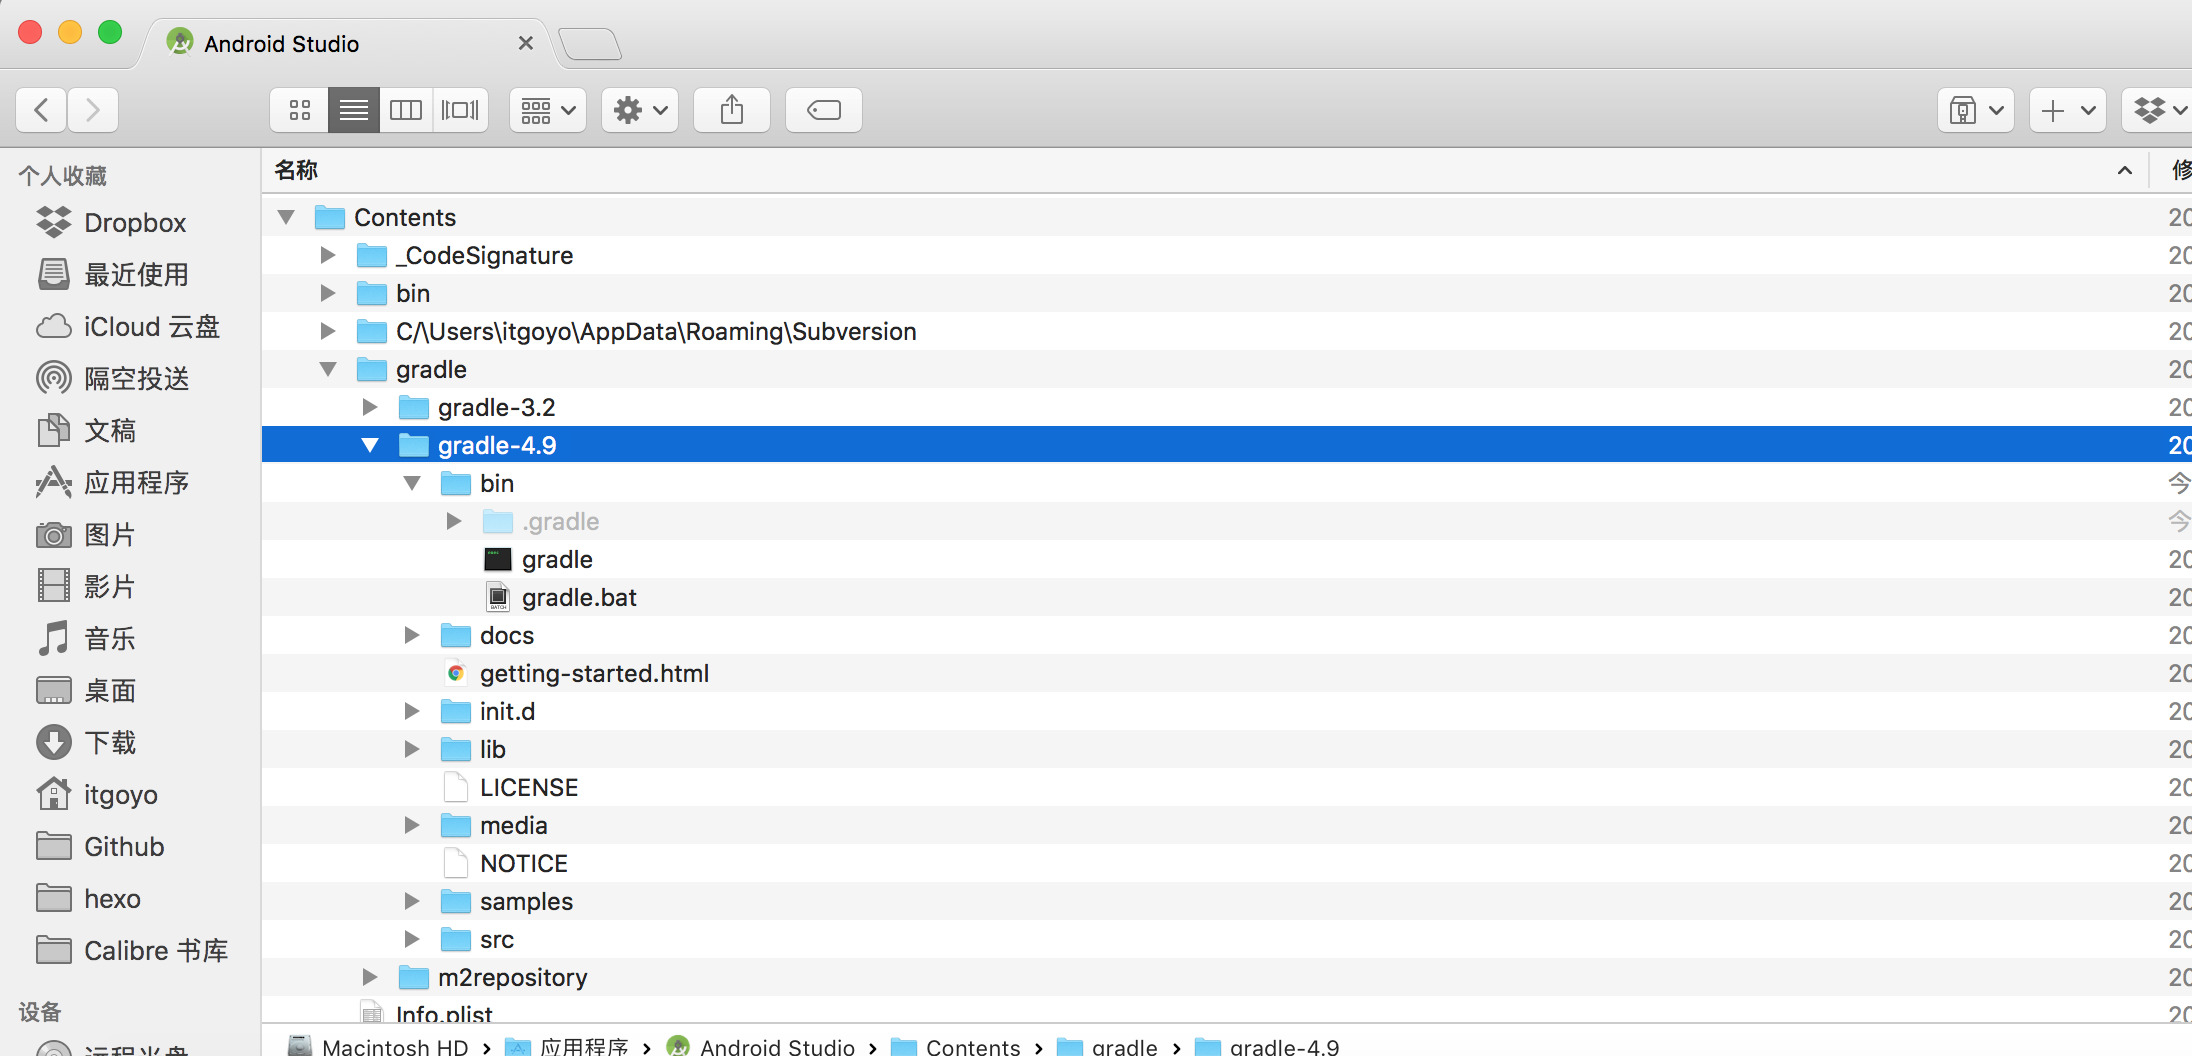 Android Studio
个人收藏
Dropbox
最近使用
iCloud 云盘
隔空投送
文稿
应用程序
图片
影片
音乐
桌面
下载
itgoyo
Github
hexo
Calibre 书库
设备
远程光盘
名称
修
Contents
20
_CodeSignature
20
bin
20
C/\Users\itgoyo\AppData\Roaming\Subversion
20
gradle
20
gradle-3.2
20
gradle-4.9
20
bin
今
.gradle
今
gradle
20
gradle.bat
20
docs
20
getting-started.html
20
init.d
20
lib
20
LICENSE
20
media
20
NOTICE
20
samples
20
src
20
m2repository
20
Info.plist
20
Macintosh HD › 应用程序 › Android Studio › Contents › gradle › gradle-4.9